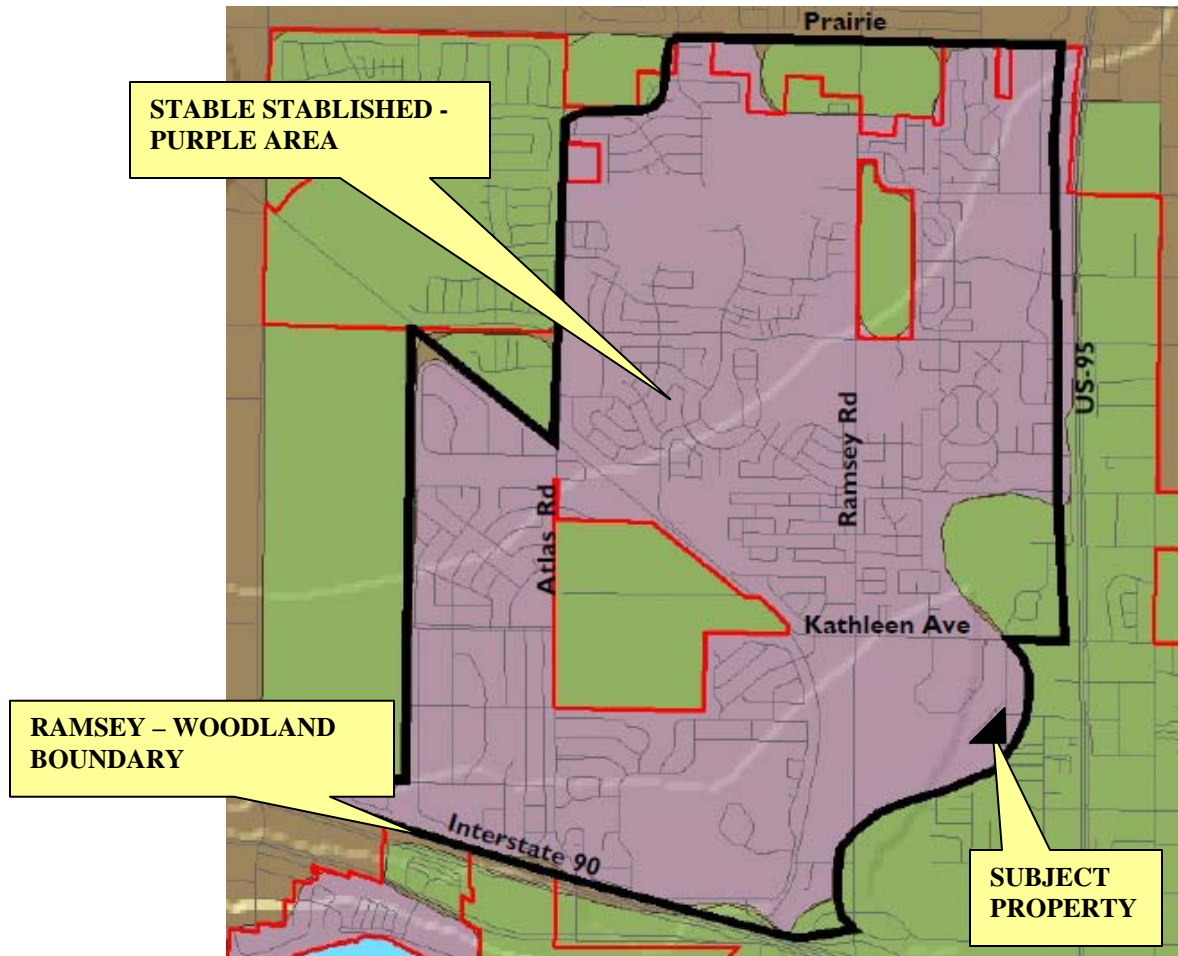 Prairie
STABLE STABLISHED -
PURPLE AREA
US-95
Ramsey Rd
Atlas Rd
Kathleen Ave
RAMSEY – WOODLAND
BOUNDARY
Interstate 90
SUBJECT
PROPERTY